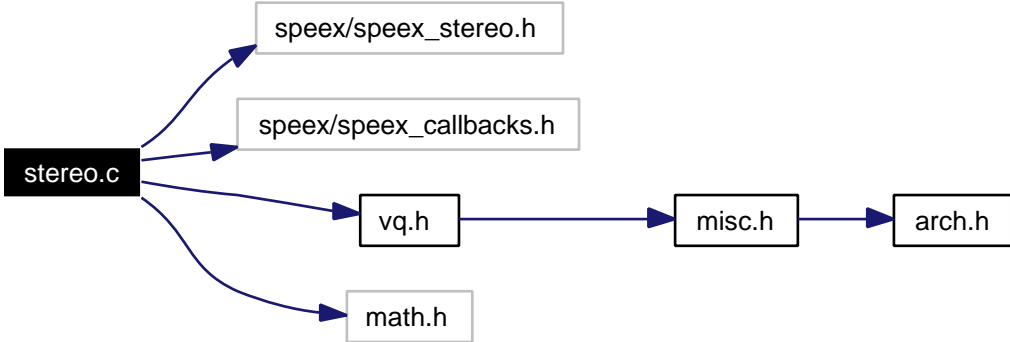 speex/speex_stereo.h
speex/speex_callbacks.h
stereo.c
vq.h
misc.h
arch.h
math.h